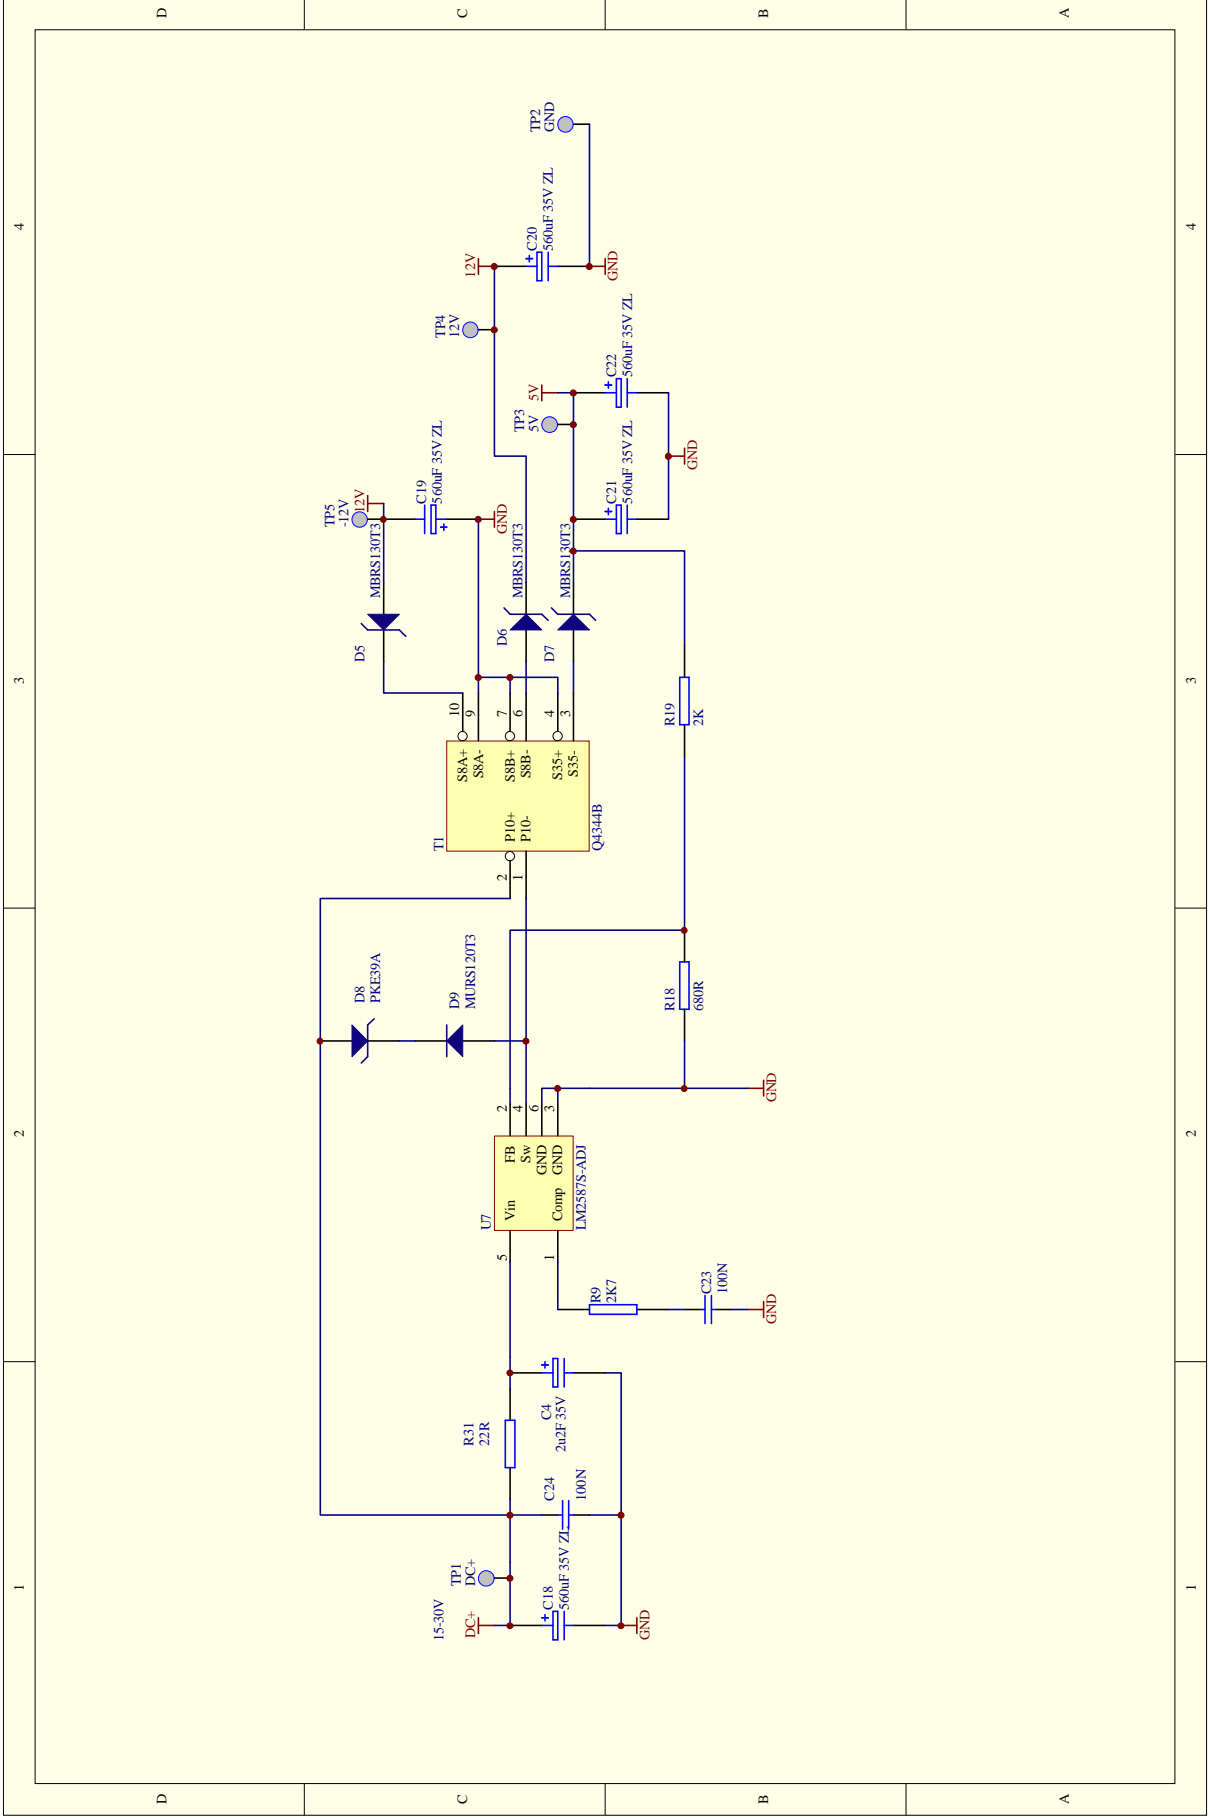 D
C
B
A
1
2
3
4
15-30V
DC+
TP1
DC+
C18
560uF 35V ZL
GND
C24
100N
R31
22R
C4
2u2F 35V
R9
2K7
C23
100N
GND
U7
5
1
Vin
Comp
FB
Sw
GND
GND
2
4
6
3
LM2587S-ADJ
GND
D8
PKE39A
D9
MURS120T3
R18
680R
R19
2K
T1
2
1
P10+
P10-
S8A+
S8A-
S8B+
S8B-
S35+
S35-
10
9
7
6
4
3
Q4344B
D5
MBRS130T3
D6
MBRS130T3
D7
MBRS130T3
TP5
-12V
12V
C19
560uF 35V ZL
GND
C21
560uF 35V ZL
GND
TP3
5V
5V
C22
560uF 35V ZL
TP4
12V
12V
C20
560uF 35V ZL
GND
TP2
GND
1
2
3
4
D
C
B
A